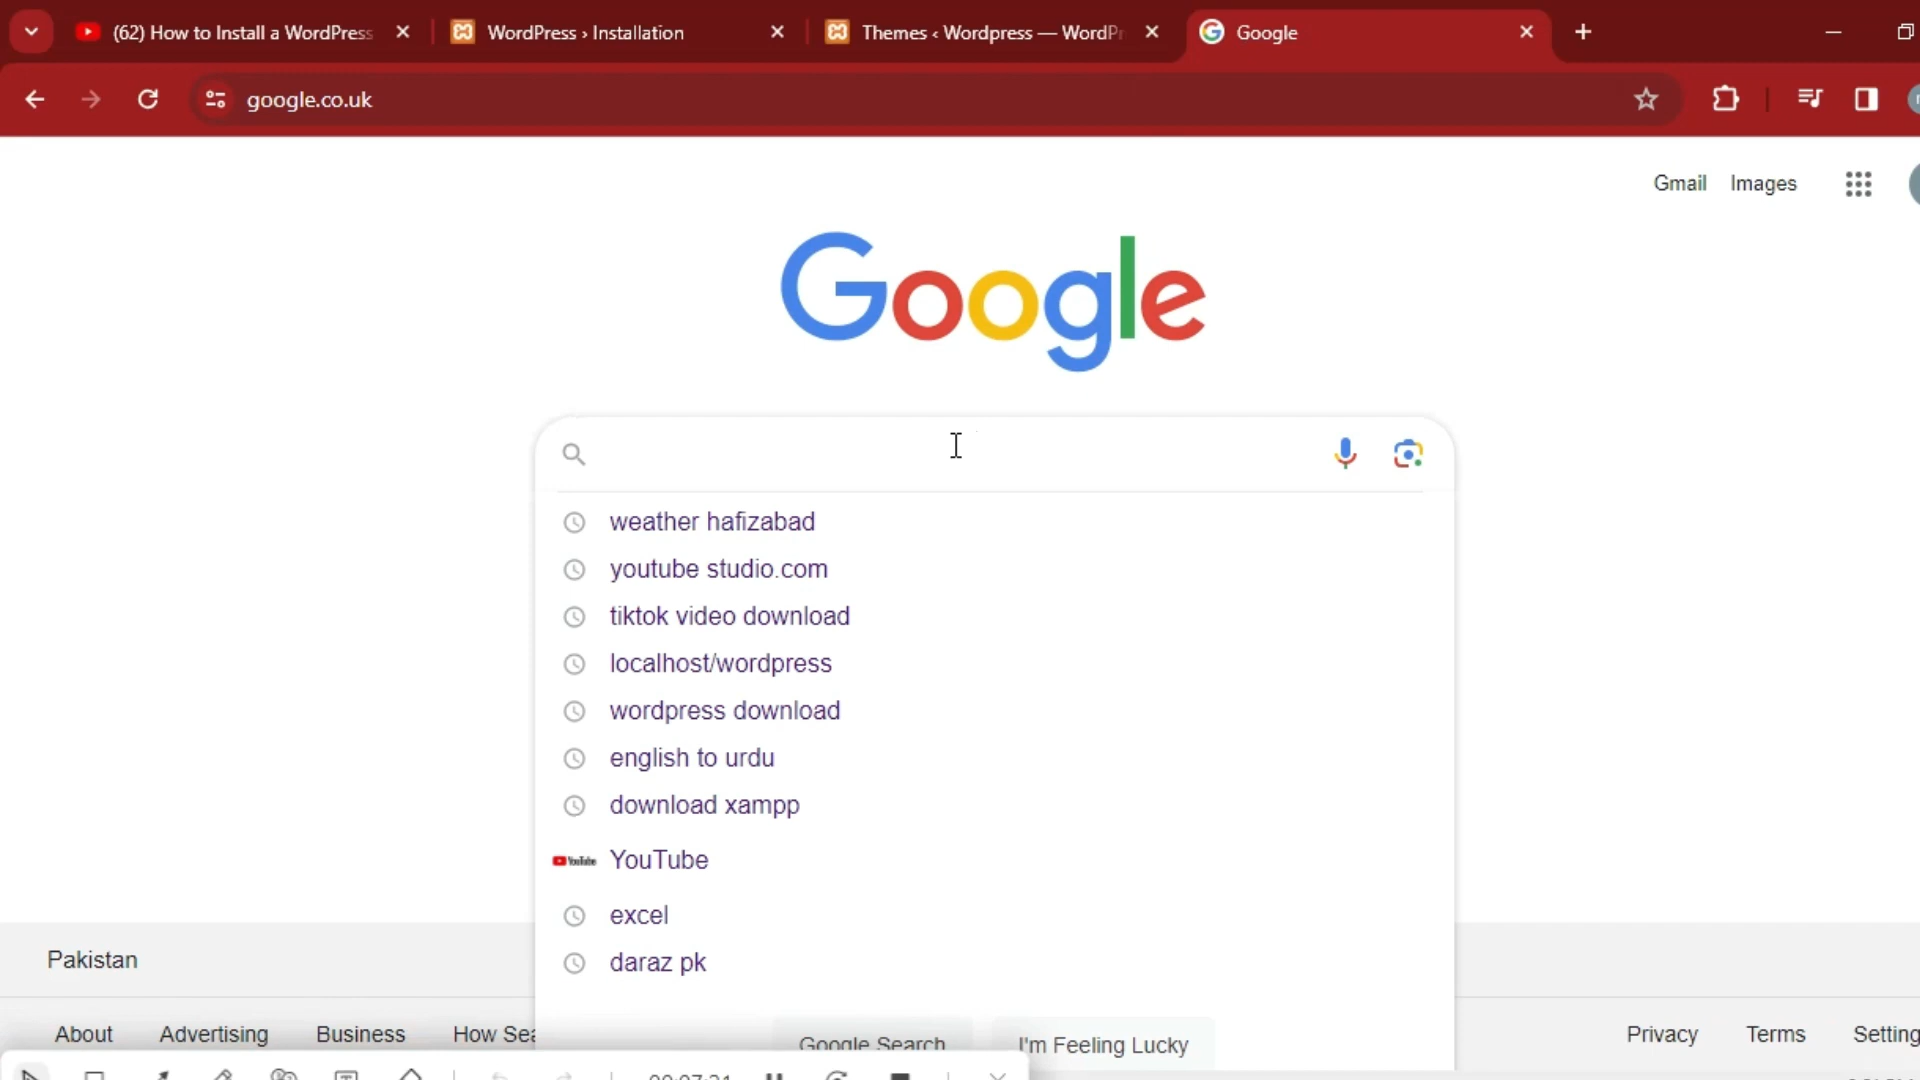 (62) How to Install a WordPress
WordPress › Installation
Themes ‹ Wordpress — WordPr
Google
google.co.uk
Gmail Images
Google
weather hafizabad
youtube studio.com
tiktok video download
localhost/wordpress
wordpress download
english to urdu
download xampp
YouTube YouTube
excel
daraz pk
Pakistan
About Advertising Business How Sea
Google Search I'm Feeling Lucky
Privacy Terms Setting